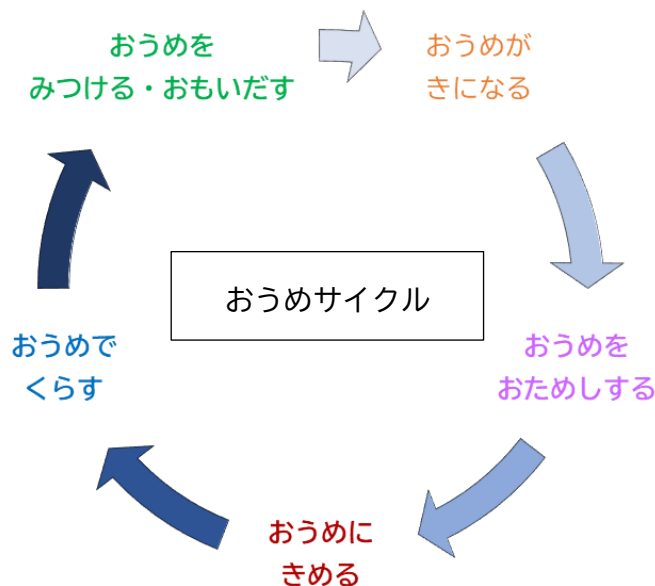 おうめを
みつける・おもいだす
おうめが
きになる
おうめサイクル
おうめで
くらす
おうめを
おためしする
おうめに
きめる